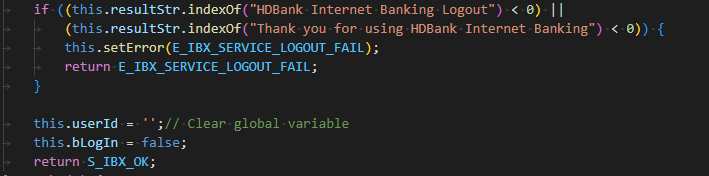 if ((this.resultStr.indexOf("HDBank Internet Banking Logout") < 0) ||
(this.resultStr.indexOf("Thank you for using HDBank Internet Banking") < 0)) {
this.setError(E_IBX_SERVICE_LOGOUT_FAIL);
return E_IBX_SERVICE_LOGOUT_FAIL;
}
this.userId = '';// Clear global variable
this.bLogIn = false;
return S_IBX_OK;